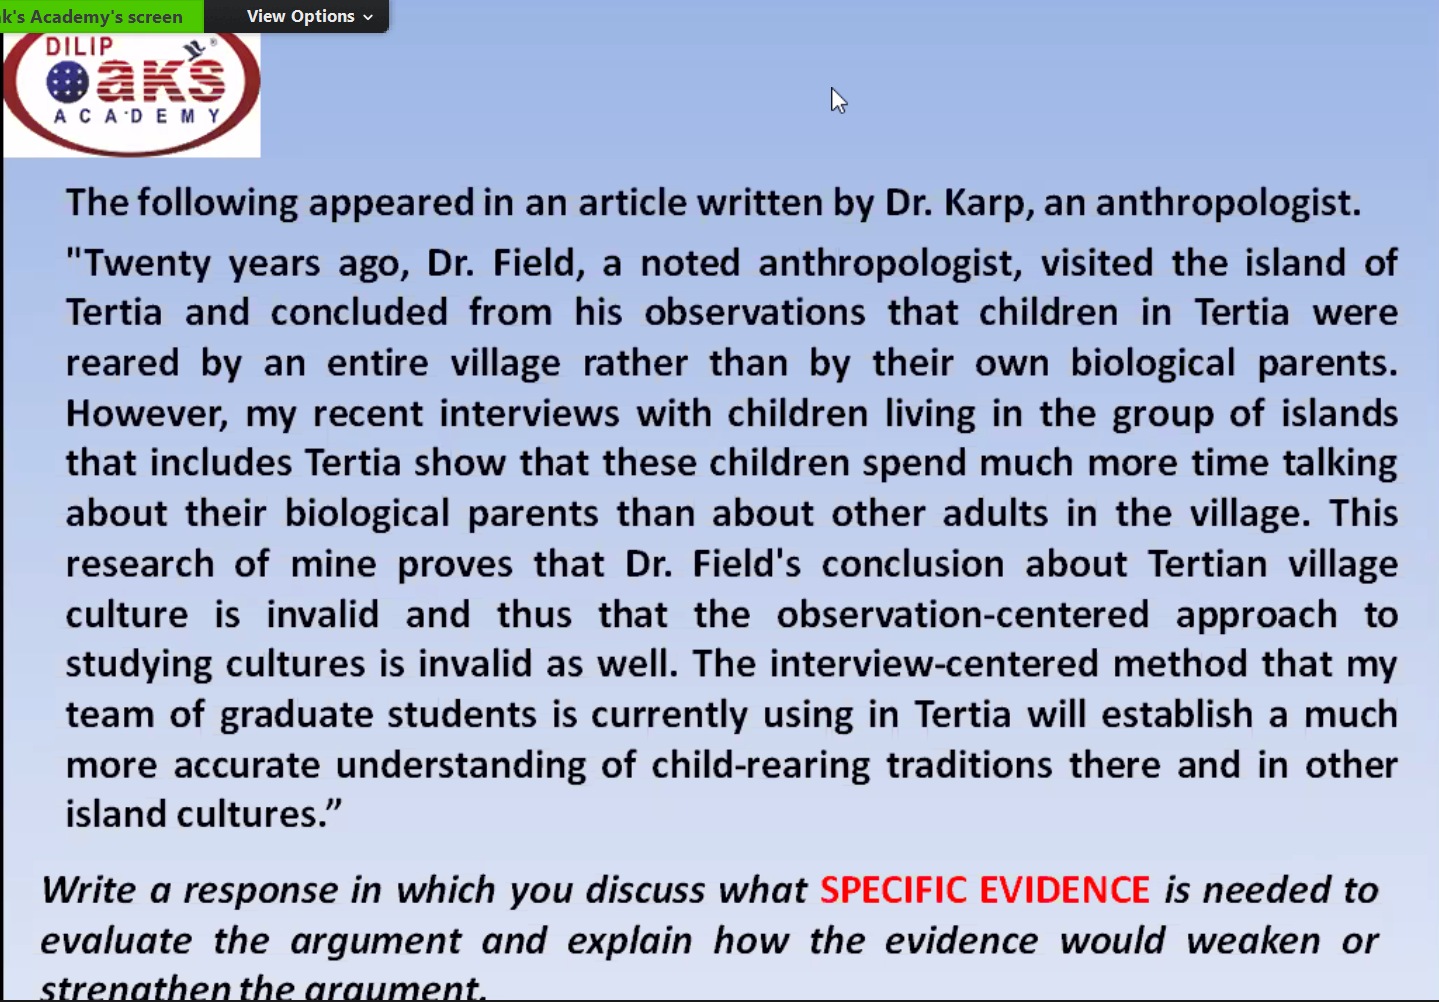 k's Academy's screen View Options
DILIP
Oaks ®
ACADEMY
The following appeared in an article written by Dr. Karp, an anthropologist.
"Twenty years ago, Dr. Field, a noted anthropologist, visited the island of
Tertia and concluded from his observations that children in Tertia were
reared by an entire village rather than by their own biological parents.
However, my recent interviews with children living in the group of islands
that includes Tertia show that these children spend much more time talking
about their biological parents than about other adults in the village. This
research of mine proves that Dr. Field's conclusion about Tertian village
culture is invalid and thus that the observation-centered approach to
studying cultures is invalid as well. The interview-centered method that my
team of graduate students is currently using in Tertia will establish a much
more accurate understanding of child-rearing traditions there and in other
island cultures.”
Write a response in which you discuss what SPECIFIC EVIDENCE is needed to
evaluate the argument and explain how the evidence would weaken or
strengthen the argument.